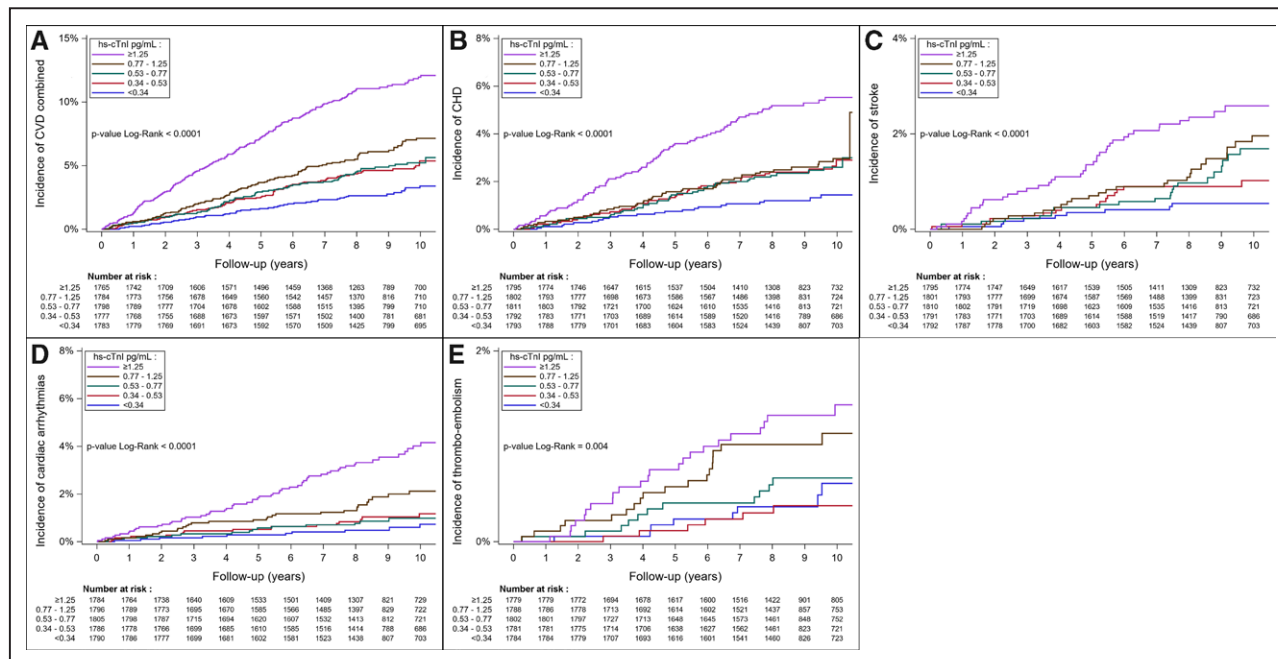 A
15%
10%
5%
0%
Incidence of CVD combined
hs-cTnI pg/mL :
≥1.25
0.77 - 1.25
0.53 - 0.77
0.34 - 0.53
<0.34
p-value Log-Rank < 0.0001
0 1 2 3 4 5 6 7 8 9 10
Follow-up (years)
Number at risk :
≥1.25 1765 1742 1709 1606 1571 1496 1459 1368 1263 789 700
0.77 - 1.25 1784 1773 1756 1678 1649 1560 1542 1457 1370 816 710
0.53 - 0.77 1798 1789 1777 1704 1678 1602 1588 1515 1395 799 710
0.34 - 0.53 1777 1768 1755 1688 1673 1597 1571 1502 1400 781 681
<0.34 1783 1779 1769 1691 1673 1592 1570 1509 1425 799 695
B
8%
6%
4%
2%
0%
Incidence of CHD
hs-cTnI pg/mL :
≥1.25
0.77 - 1.25
0.53 - 0.77
0.34 - 0.53
<0.34
p-value Log-Rank < 0.0001
0 1 2 3 4 5 6 7 8 9 10
Follow-up (years)
Number at risk :
≥1.25 1795 1774 1746 1647 1615 1537 1504 1410 1308 823 732
0.77 - 1.25 1802 1793 1777 1698 1673 1586 1567 1486 1398 831 724
0.53 - 0.77 1811 1803 1792 1721 1700 1624 1610 1535 1416 813 721
0.34 - 0.53 1792 1783 1771 1703 1689 1614 1589 1520 1416 789 686
<0.34 1793 1788 1779 1701 1683 1604 1583 1524 1439 807 703
C
4%
2%
0%
Incidence of stroke
hs-cTnI pg/mL :
≥1.25
0.77 - 1.25
0.53 - 0.77
0.34 - 0.53
<0.34
p-value Log-Rank < 0.0001
0 1 2 3 4 5 6 7 8 9 10
Follow-up (years)
Number at risk :
≥1.25 1795 1774 1747 1649 1617 1539 1505 1411 1309 823 732
0.77 - 1.25 1801 1793 1777 1699 1674 1587 1569 1488 1399 831 723
0.53 - 0.77 1810 1802 1791 1719 1698 1623 1609 1535 1416 813 721
0.34 - 0.53 1791 1783 1771 1703 1689 1614 1588 1519 1417 790 686
<0.34 1792 1787 1778 1700 1682 1603 1582 1524 1439 807 703
D
8%
6%
4%
2%
0%
Incidence of cardiac arrhythmias
hs-cTnI pg/mL :
≥1.25
0.77 - 1.25
0.53 - 0.77
0.34 - 0.53
<0.34
p-value Log-Rank < 0.0001
0 1 2 3 4 5 6 7 8 9 10
Follow-up (years)
Number at risk :
≥1.25 1784 1764 1738 1640 1609 1533 1501 1409 1307 821 729
0.77 - 1.25 1796 1789 1773 1695 1670 1585 1566 1485 1397 829 722
0.53 - 0.77 1805 1798 1787 1715 1694 1620 1607 1532 1413 812 721
0.34 - 0.53 1786 1778 1766 1699 1685 1610 1585 1516 1414 788 686
<0.34 1790 1786 1777 1699 1681 1602 1581 1523 1438 807 703
E
2%
1%
0%
Incidence of thrombo-embolism
hs-cTnI pg/mL :
≥1.25
0.77 - 1.25
0.53 - 0.77
0.34 - 0.53
<0.34
p-value Log-Rank = 0.004
0 1 2 3 4 5 6 7 8 9 10
Follow-up (years)
Number at risk :
≥1.25 1779 1779 1772 1694 1678 1617 1600 1516 1422 901 805
0.77 - 1.25 1788 1786 1778 1713 1692 1614 1602 1521 1437 857 753
0.53 - 0.77 1802 1801 1797 1727 1713 1648 1645 1573 1461 848 752
0.34 - 0.53 1781 1781 1775 1714 1706 1638 1627 1562 1461 823 721
<0.34 1784 1784 1779 1707 1693 1616 1601 1541 1460 826 723